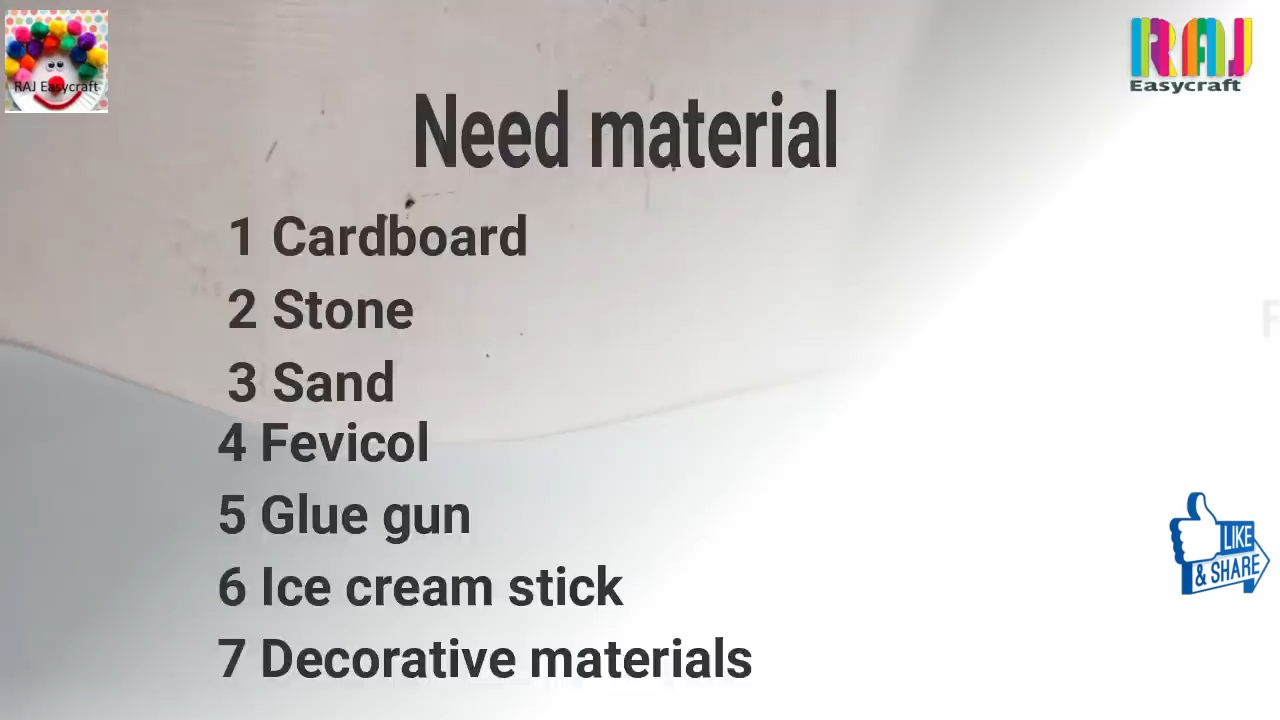 RAJ Easycraft
RAJ
Easycraft
Need material
1 Cardboard
2 Stone
3 Sand
4 Fevicol
5 Glue gun
6 Ice cream stick
7 Decorative materials
LIKE
& SHARE